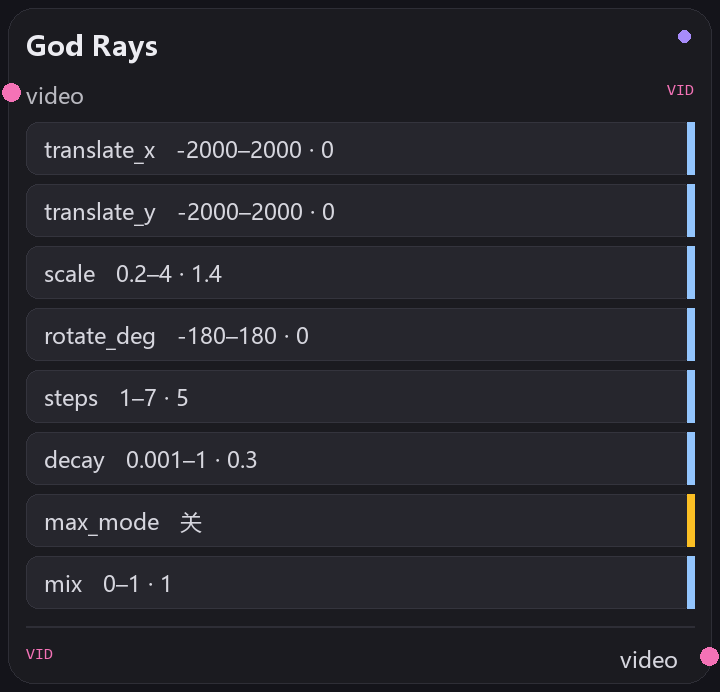 God Rays
video VID
translate_x -2000–2000 · 0
translate_y -2000–2000 · 0
scale 0.2–4 · 1.4
rotate_deg -180–180 · 0
steps 1–7 · 5
decay 0.001–1 · 0.3
max_mode 关
mix 0–1 · 1
VID video